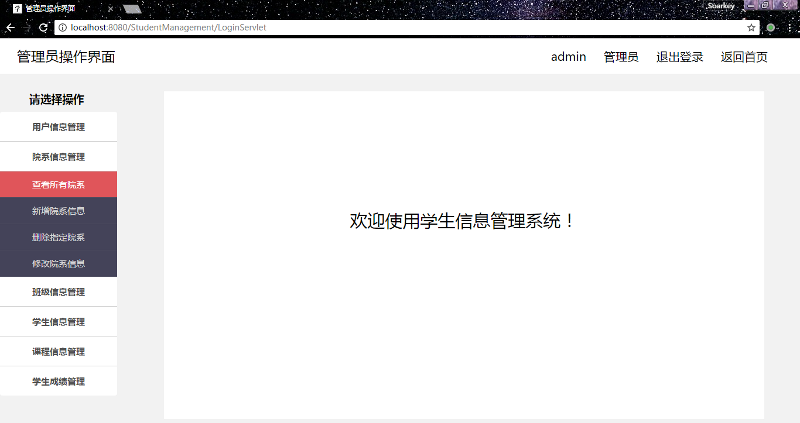 管理员操作界面
Sparkey
localhost:8080/StudentManagement/LoginServlet
管理员操作界面
admin 管理员 退出登录 返回首页
请选择操作
用户信息管理
院系信息管理
查看所有院系
新增院系信息
删除指定院系
修改院系信息
班级信息管理
学生信息管理
课程信息管理
学生成绩管理
欢迎使用学生信息管理系统！